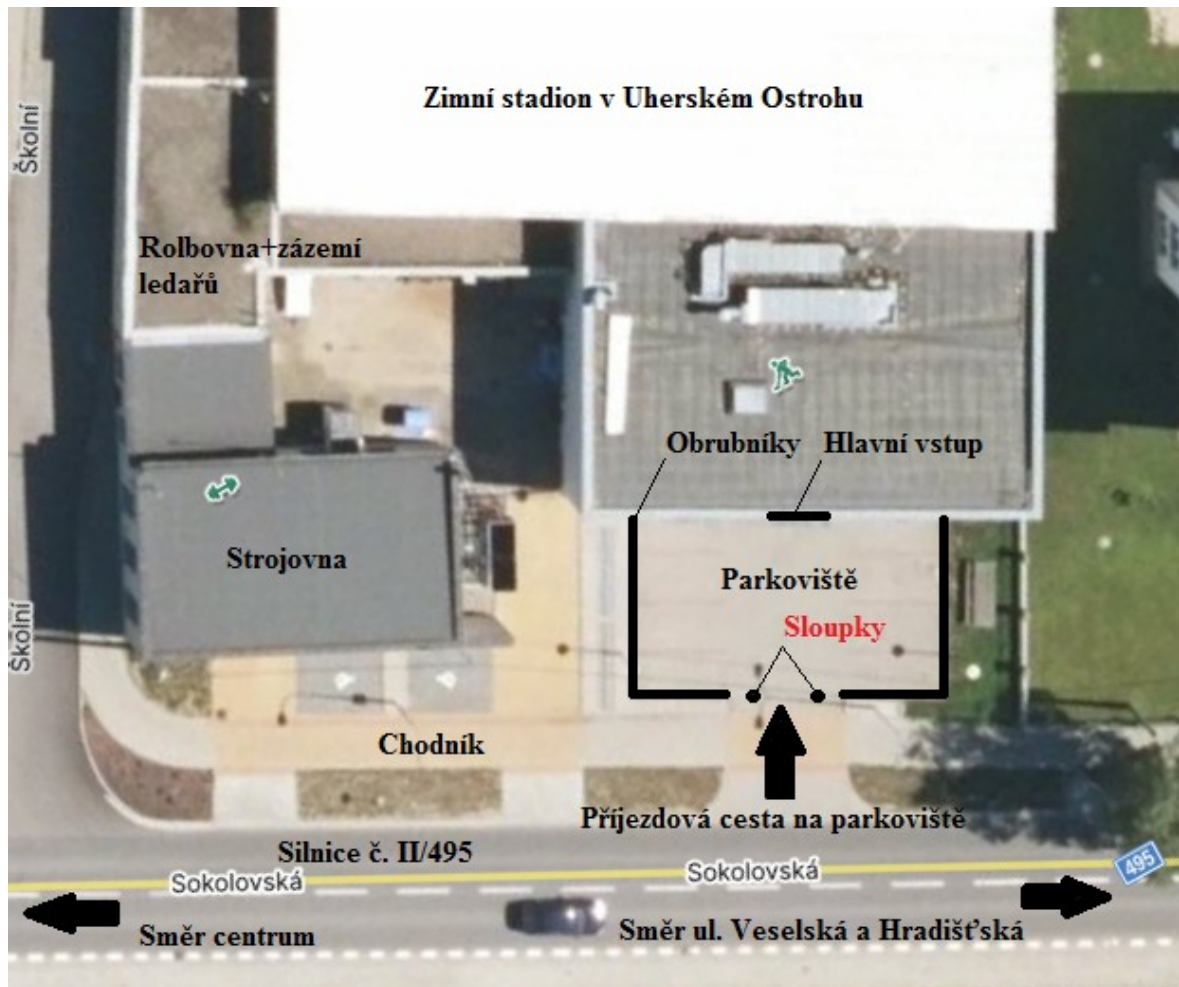 Zimní stadion v Uherském Ostrohu
Školní
Rolbovna+zázemí
ledařů
Obrubníky
Hlavní vstup
Strojovna
Parkoviště
Sloupky
Školní
Chodník
Příjezdová cesta na parkoviště
Silnice č. II/495
Sokolovská
Sokolovská
495
Směr centrum
Směr ul. Veselská a Hradišťská